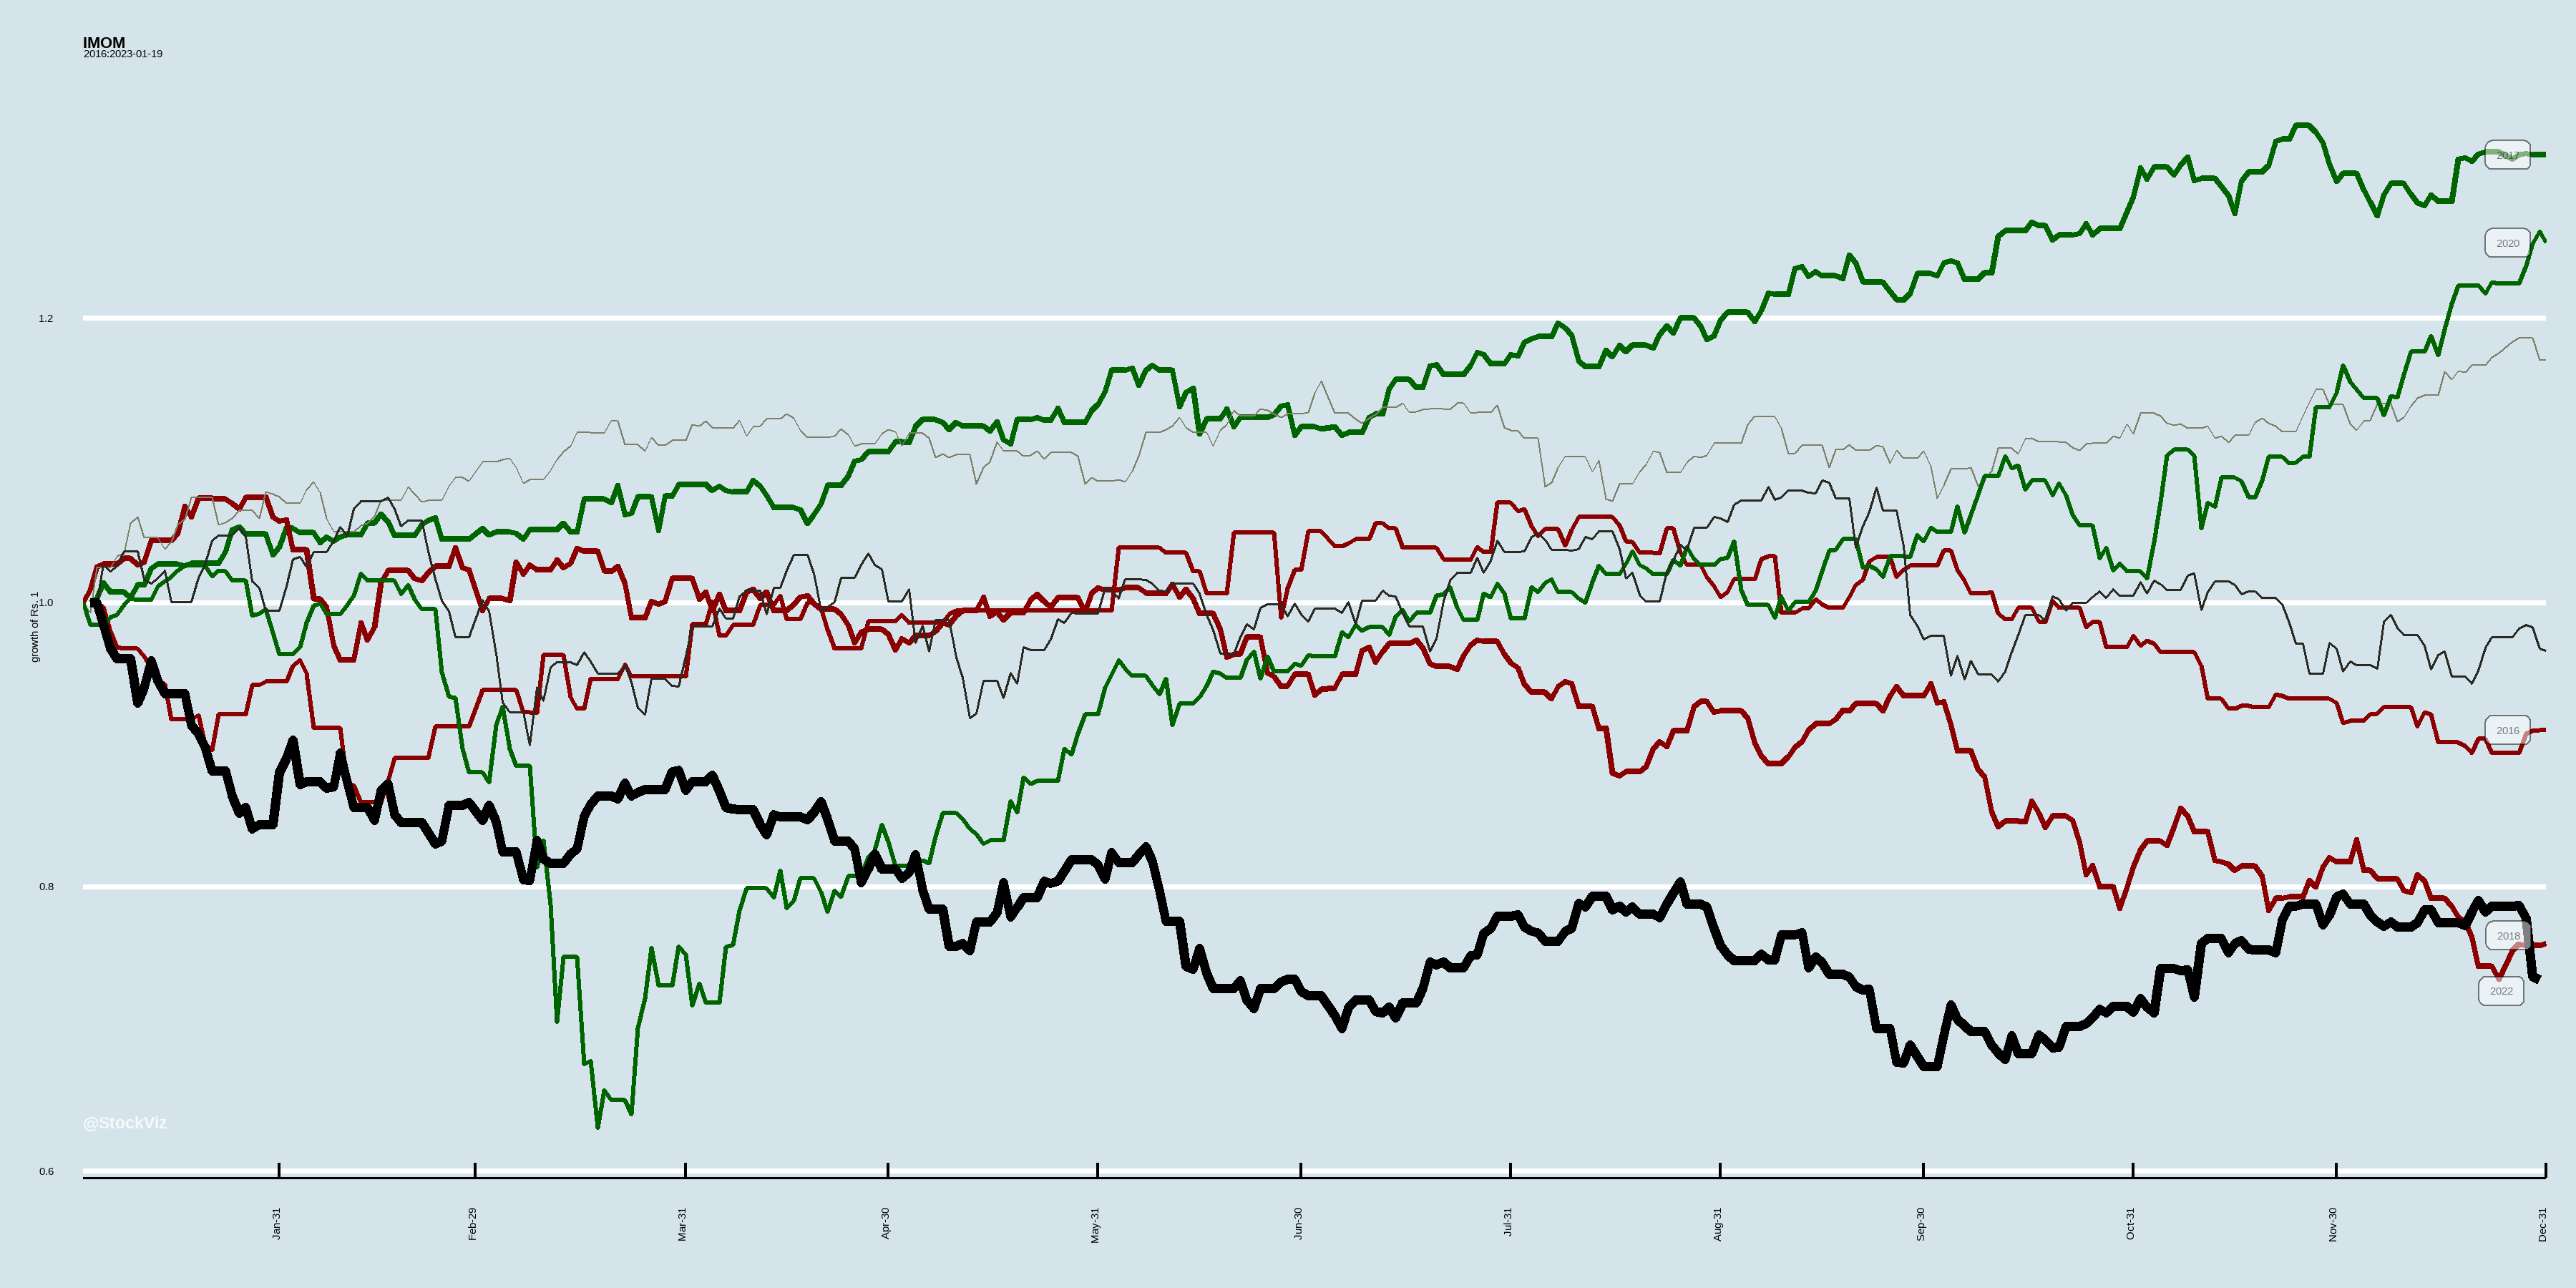 IMOM
2016:2023-01-19
2017
2020
1.2
growth of Rs. 1
1.0
2016
0.8
2018
2022
@StockViz
0.6
Jan-31
Feb-29
Mar-31
Apr-30
May-31
Jun-30
Jul-31
Aug-31
Sep-30
Oct-31
Nov-30
Dec-31